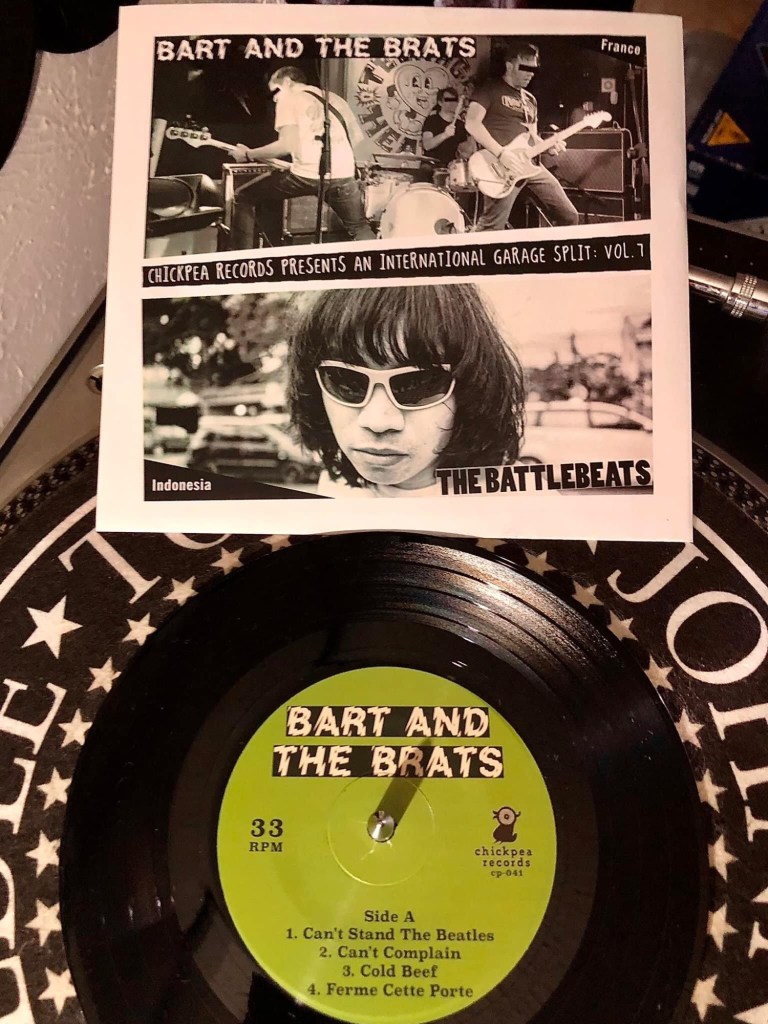 BART AND THE BRATS
France
CHICKPEA RECORDS PRESENTS AN INTERNATIONAL GARAGE SPLIT: VOL.7
Indonesia
THE BATTLEBEATS
BART AND
THE BRATS
33
RPM
chickpea
records
cp-041
Side A
1. Can't Stand The Beatles
2. Can't Complain
3. Cold Beef
4. Ferme Cette Porte